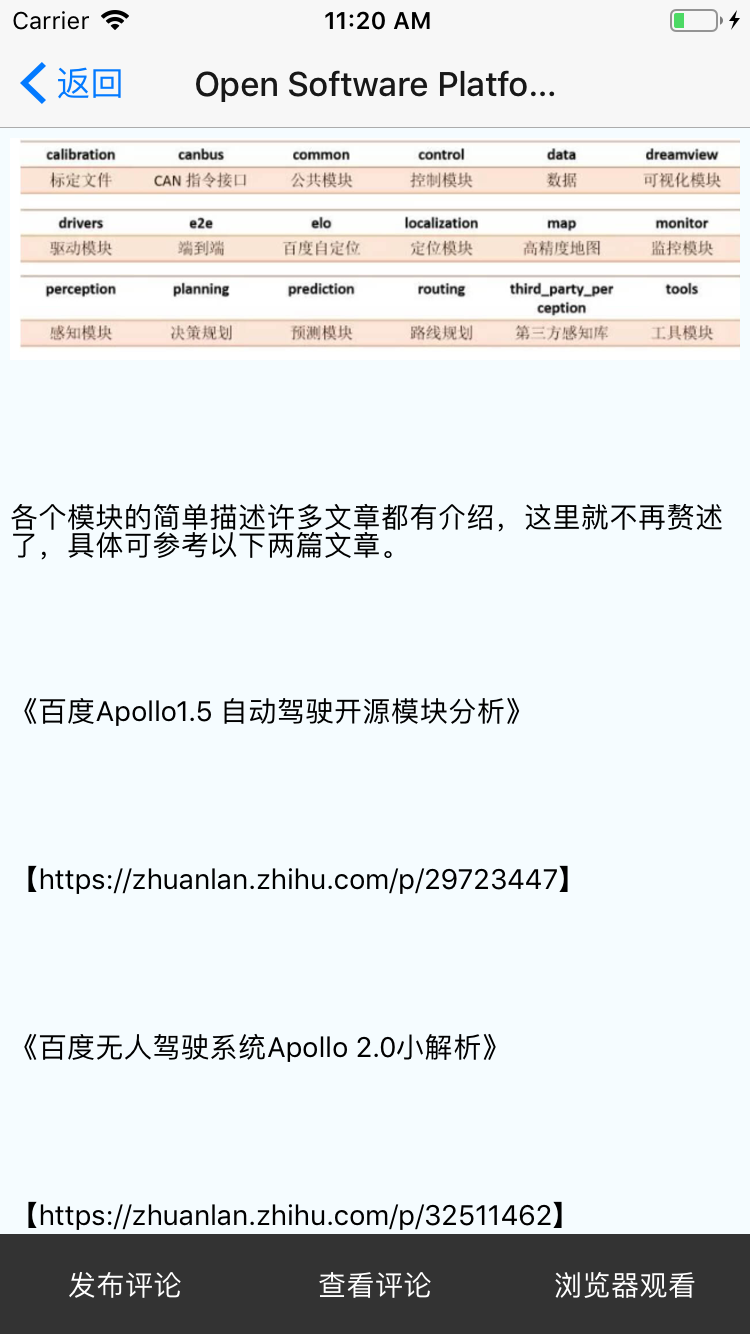 Carrier 11:20 AM
返回 Open Software Platfo...
calibration canbus common control data dreamview
标定文件 CAN 指令接口 公共模块 控制模块 数据 可视化模块
drivers e2e elo localization map monitor
驱动模块 端到端 百度自定位 定位模块 高精度地图 监控模块
perception planning prediction routing third_party_per tools
ception
感知模块 决策规划 预测模块 路线规划 第三方感知库 工具模块
各个模块的简单描述许多文章都有介绍，这里就不再赘述
了，具体可参考以下两篇文章。
《百度Apollo1.5 自动驾驶开源模块分析》
【https://zhuanlan.zhihu.com/p/29723447】
《百度无人驾驶系统Apollo 2.0小解析》
【https://zhuanlan.zhihu.com/p/32511462】
发布评论 查看评论 浏览器观看